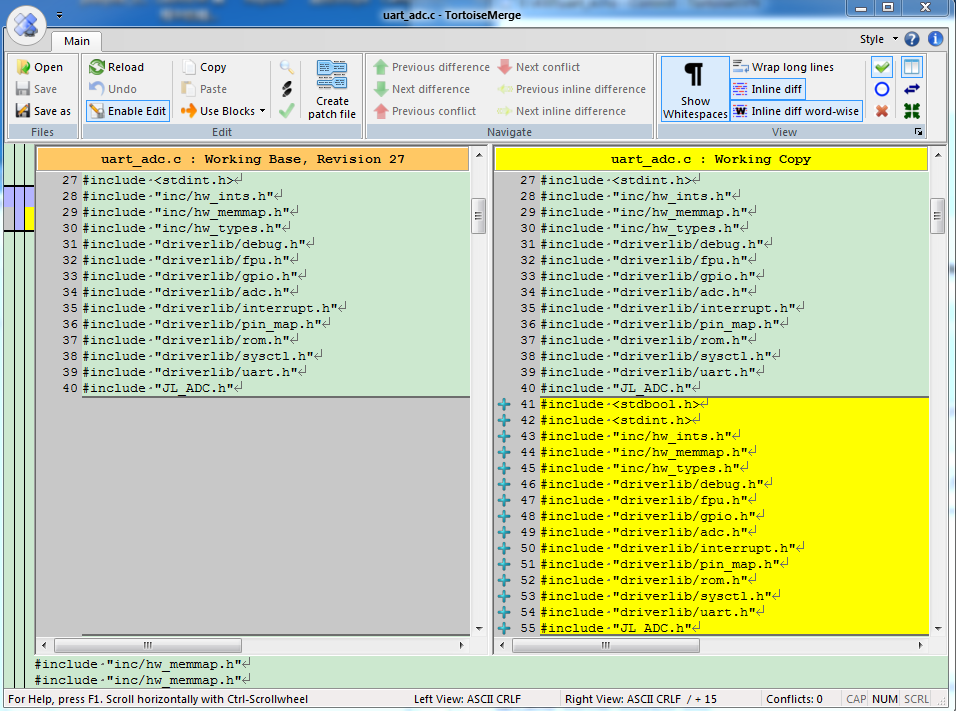 uart_adc.c - TortoiseMerge
Main
Style
Open
Save
Save as
Files
Reload
Undo
Enable Edit
Copy
Paste
Use Blocks
Create
patch file
Edit
Previous difference
Next difference
Previous conflict
Next conflict
Previous inline difference
Next inline difference
Navigate
Show
Whitespaces
Wrap long lines
Inline diff
Inline diff word-wise
View
uart_adc.c : Working Base, Revision 27
27 #include·<stdint.h>↵
28 #include·"inc/hw_ints.h"↵
29 #include·"inc/hw_memmap.h"↵
30 #include·"inc/hw_types.h"↵
31 #include·"driverlib/debug.h"↵
32 #include·"driverlib/fpu.h"↵
33 #include·"driverlib/gpio.h"↵
34 #include·"driverlib/adc.h"↵
35 #include·"driverlib/interrupt.h"↵
36 #include·"driverlib/pin_map.h"↵
37 #include·"driverlib/rom.h"↵
38 #include·"driverlib/sysctl.h"↵
39 #include·"driverlib/uart.h"↵
40 #include·"JL_ADC.h"↵
uart_adc.c : Working Copy
27 #include·<stdint.h>↵
28 #include·"inc/hw_ints.h"↵
29 #include·"inc/hw_memmap.h"↵
30 #include·"inc/hw_types.h"↵
31 #include·"driverlib/debug.h"↵
32 #include·"driverlib/fpu.h"↵
33 #include·"driverlib/gpio.h"↵
34 #include·"driverlib/adc.h"↵
35 #include·"driverlib/interrupt.h"↵
36 #include·"driverlib/pin_map.h"↵
37 #include·"driverlib/rom.h"↵
38 #include·"driverlib/sysctl.h"↵
39 #include·"driverlib/uart.h"↵
40 #include·"JL_ADC.h"↵
41 #include·<stdbool.h>↵
42 #include·<stdint.h>↵
43 #include·"inc/hw_ints.h"↵
44 #include·"inc/hw_memmap.h"↵
45 #include·"inc/hw_types.h"↵
46 #include·"driverlib/debug.h"↵
47 #include·"driverlib/fpu.h"↵
48 #include·"driverlib/gpio.h"↵
49 #include·"driverlib/adc.h"↵
50 #include·"driverlib/interrupt.h"↵
51 #include·"driverlib/pin_map.h"↵
52 #include·"driverlib/rom.h"↵
53 #include·"driverlib/sysctl.h"↵
54 #include·"driverlib/uart.h"↵
55 #include·"JL_ADC.h"↵
#include·"inc/hw_memmap.h"↵
#include·"inc/hw_memmap.h"↵
For Help, press F1. Scroll horizontally with Ctrl-Scrollwheel
Left View: ASCII CRLF
Right View: ASCII CRLF / + 15
Conflicts: 0
CAP NUM SCRL